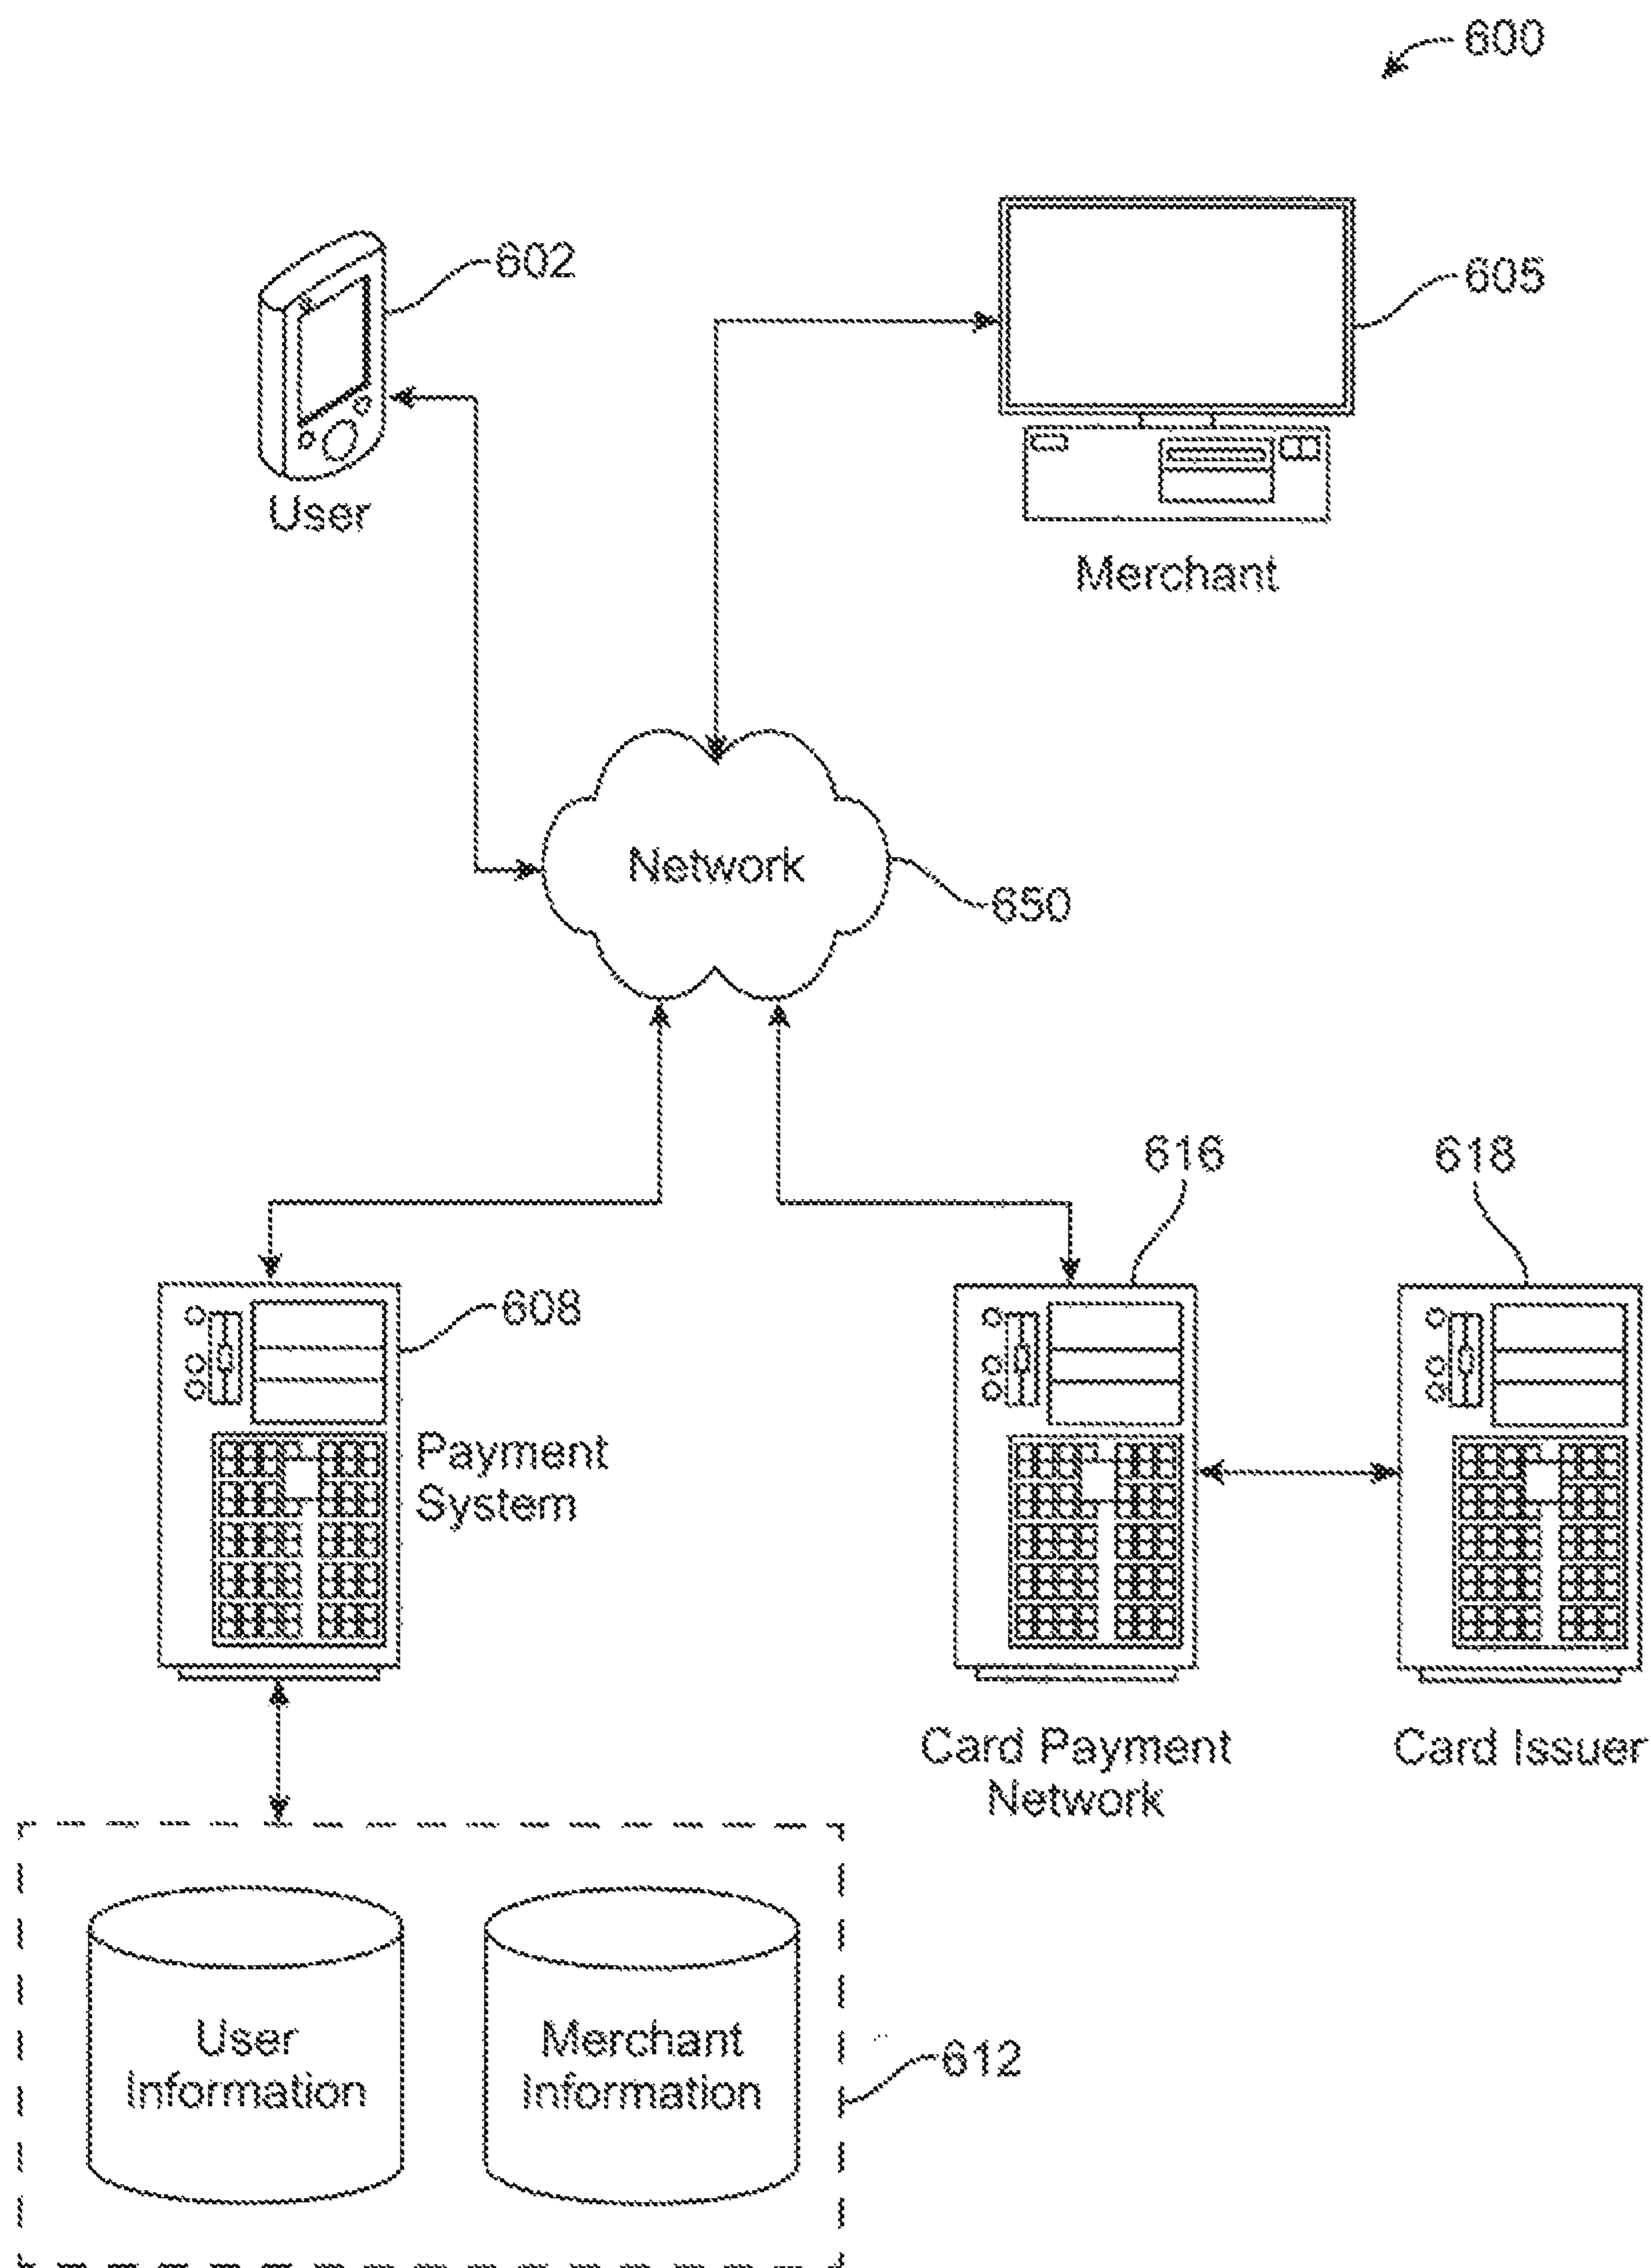 600
602
605
User
Merchant
Network
650
616
618
608
Payment
System
Card Payment
Network
Card Issuer
User
Information
Merchant
Information
612